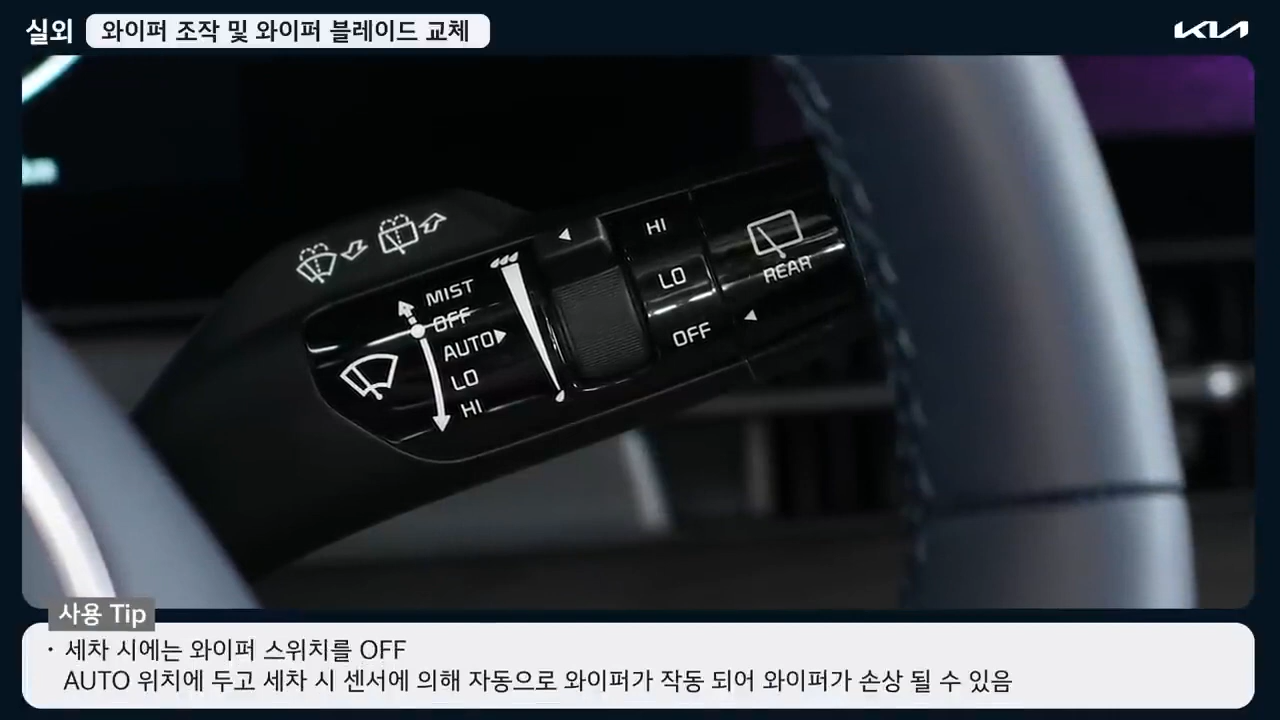 실외
와이퍼 조작 및 와이퍼 블레이드 교체
KIA
MIST
OFF
AUTO
LO
HI
HI
LO
OFF
REAR
사용 Tip
· 세차 시에는 와이퍼 스위치를 OFF
AUTO 위치에 두고 세차 시 센서에 의해 자동으로 와이퍼가 작동 되어 와이퍼가 손상 될 수 있음